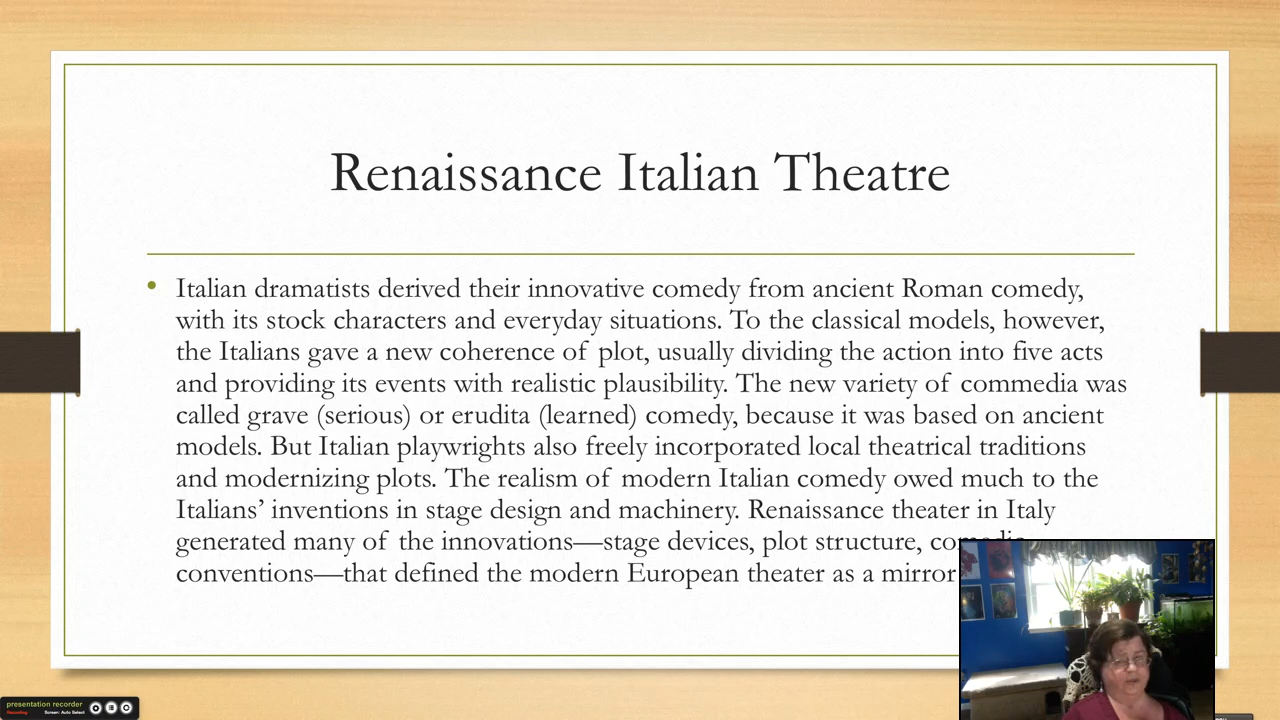 Renaissance Italian Theatre
• Italian dramatists derived their innovative comedy from ancient Roman comedy,
with its stock characters and everyday situations. To the classical models, however,
the Italians gave a new coherence of plot, usually dividing the action into five acts
and providing its events with realistic plausibility. The new variety of commedia was
called grave (serious) or erudita (learned) comedy, because it was based on ancient
models. But Italian playwrights also freely incorporated local theatrical traditions
and modernizing plots. The realism of modern Italian comedy owed much to the
Italians’ inventions in stage design and machinery. Renaissance theater in Italy
generated many of the innovations—stage devices, plot structure,
conventions—that defined the modern European theater as a mirror
presentation recorder
Recording Screen: Auto Select